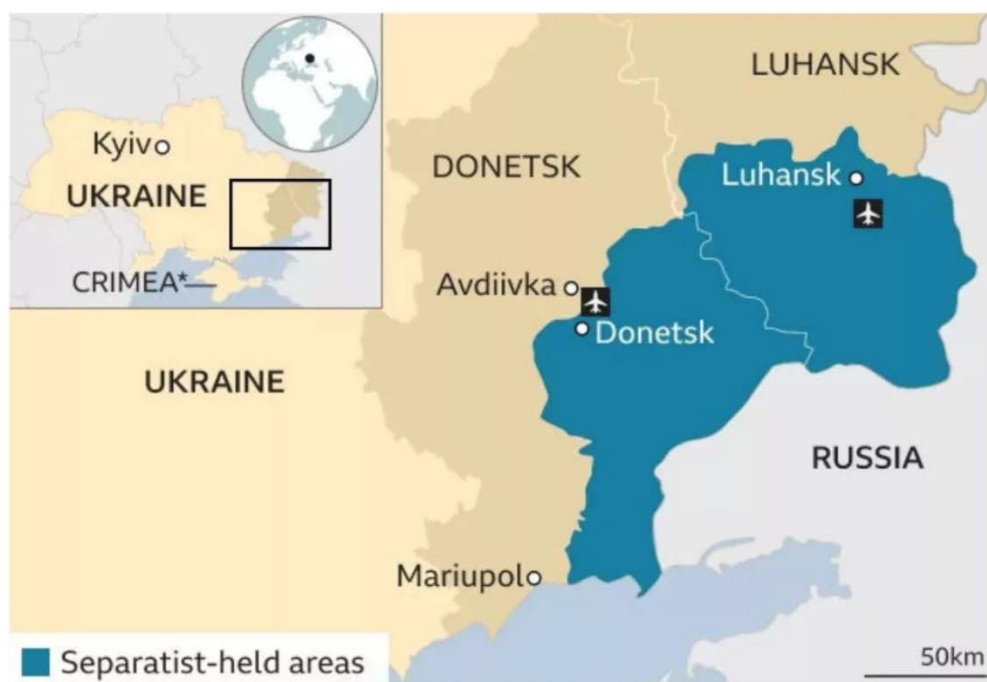 Kyiv
UKRAINE
CRIMEA*
LUHANSK
DONETSK
Luhansk
Avdiivka
Donetsk
UKRAINE
RUSSIA
Mariupol
Separatist-held areas
50km